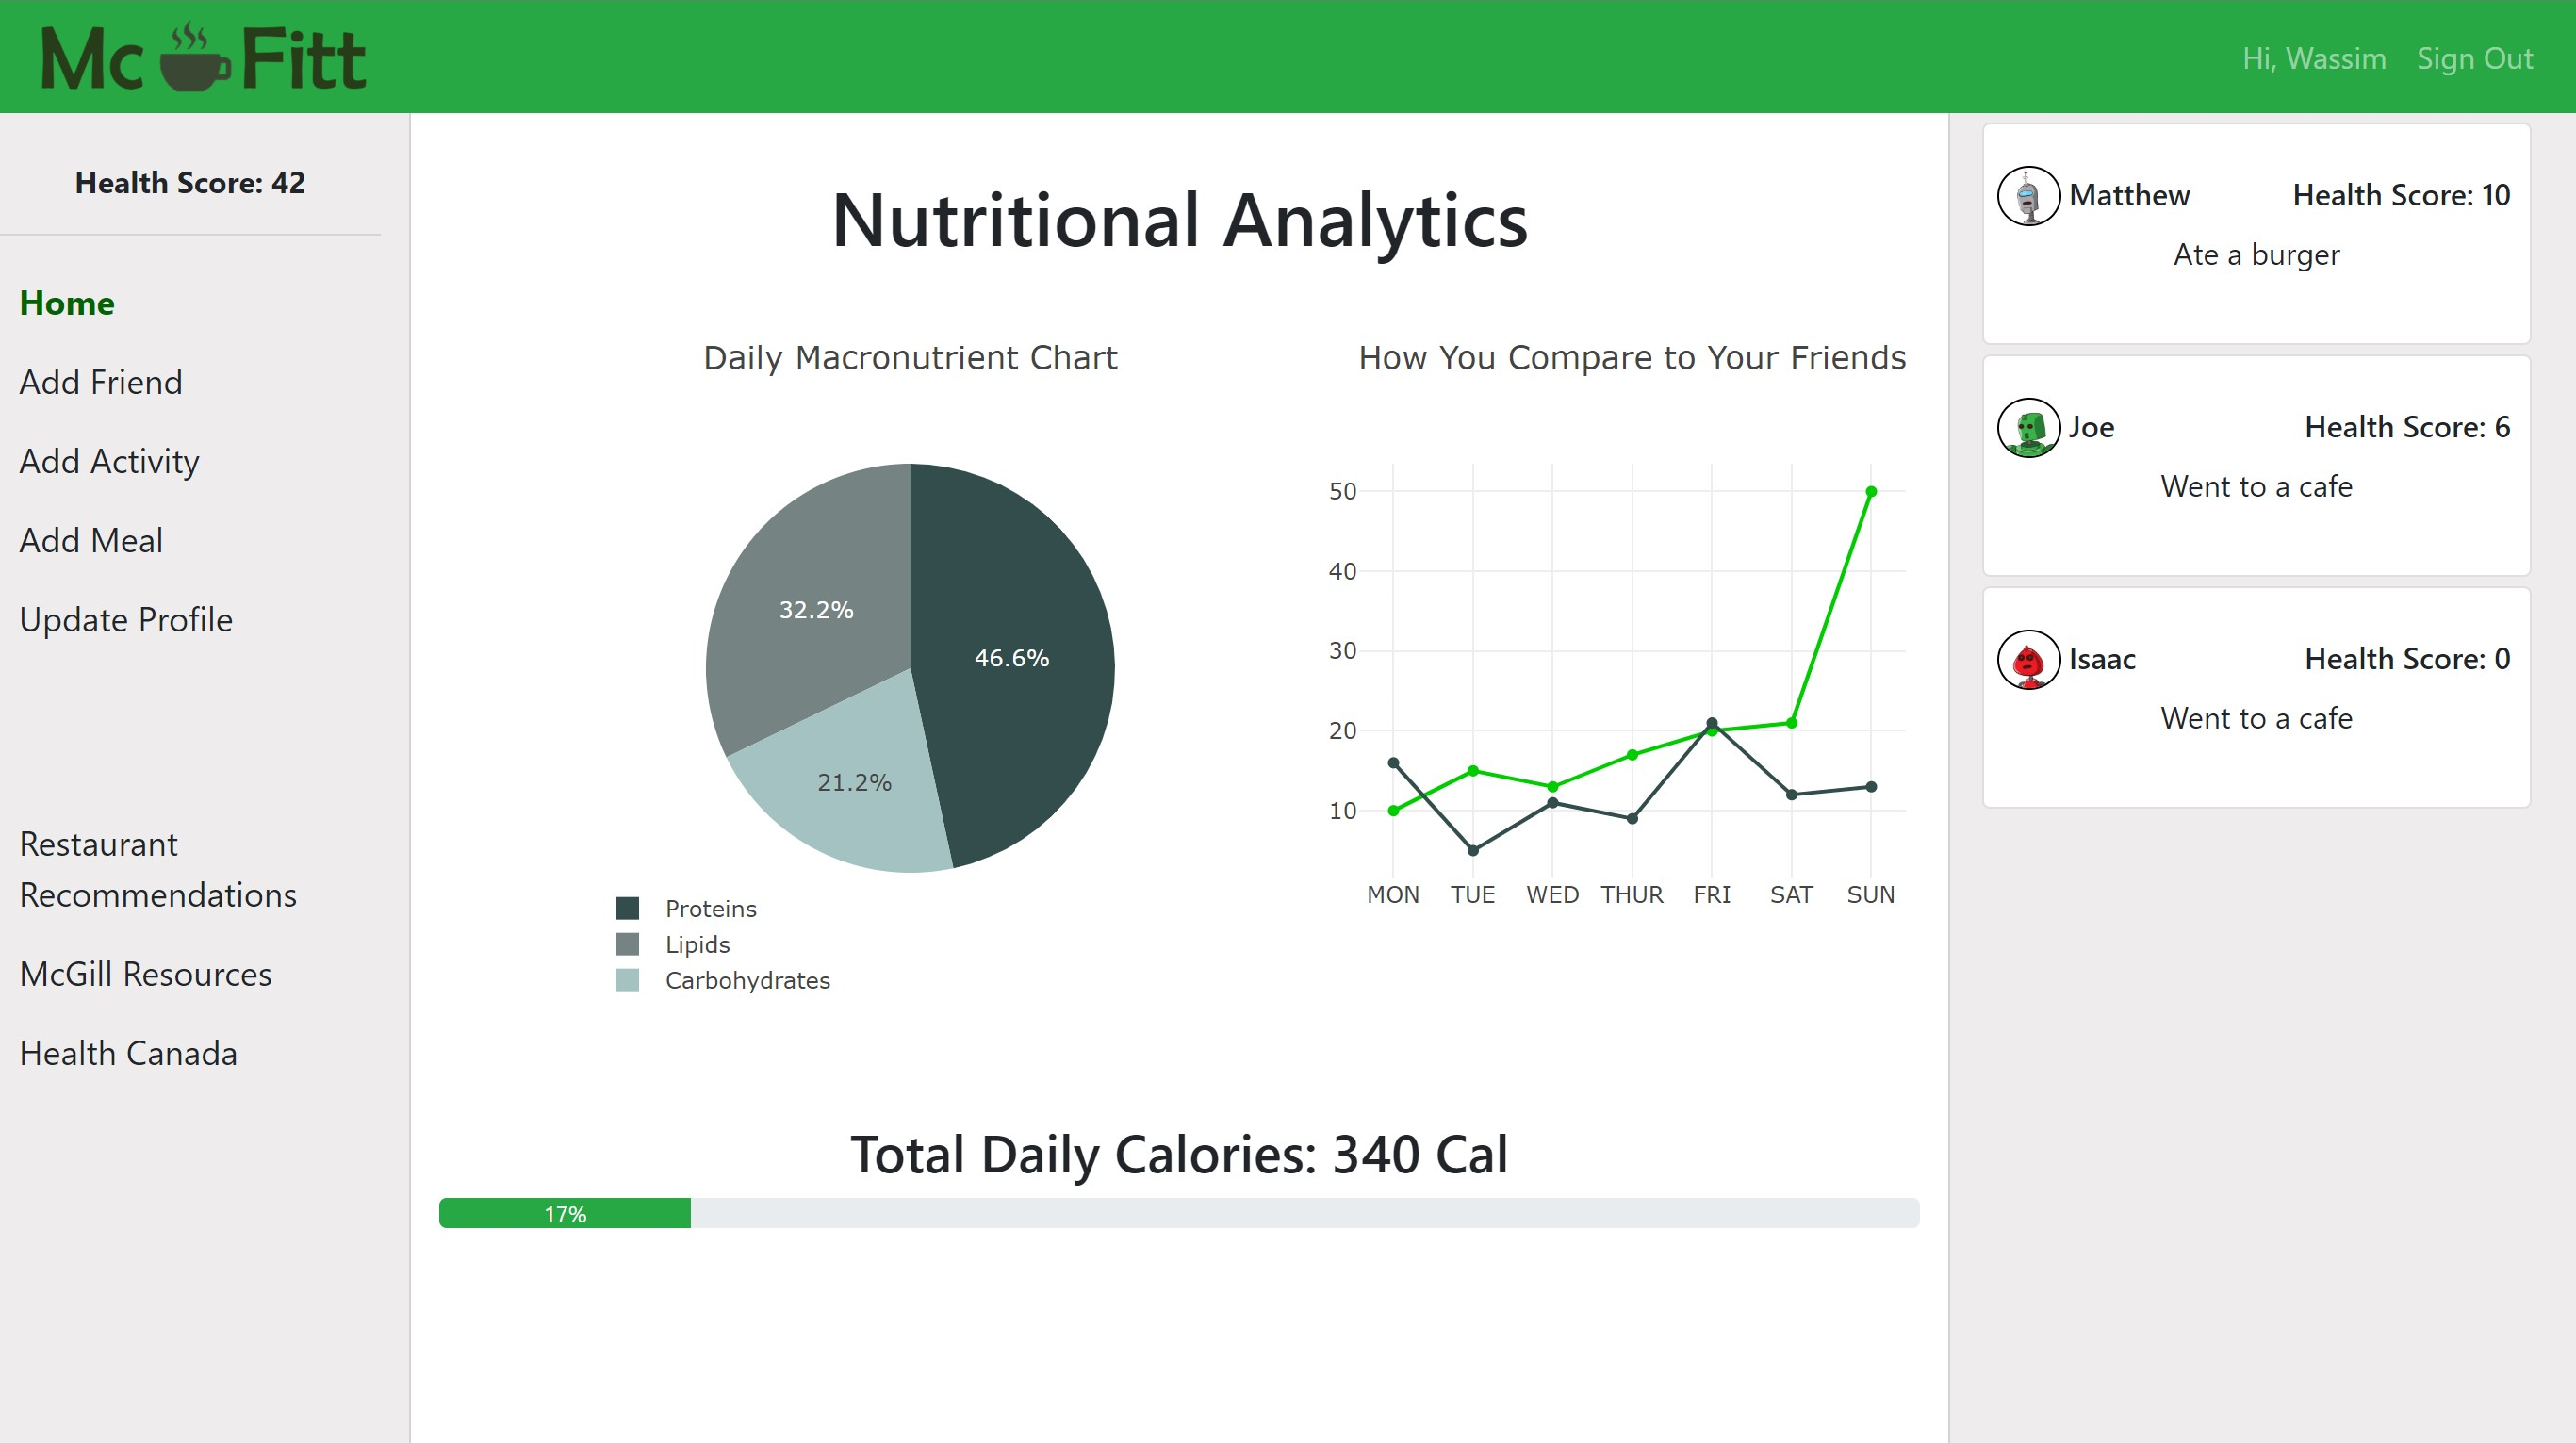 Mc Fitt
Hi, Wassim Sign Out
Health Score: 42
Home
Add Friend
Add Activity
Add Meal
Update Profile
Restaurant
Recommendations
McGill Resources
Health Canada
Nutritional Analytics
Daily Macronutrient Chart
32.2%
46.6%
21.2%
Proteins
Lipids
Carbohydrates
How You Compare to Your Friends
50
40
30
20
10
MON TUE WED THUR FRI SAT SUN
Total Daily Calories: 340 Cal
17%
Matthew Health Score: 10
Ate a burger
Joe Health Score: 6
Went to a cafe
Isaac Health Score: 0
Went to a cafe